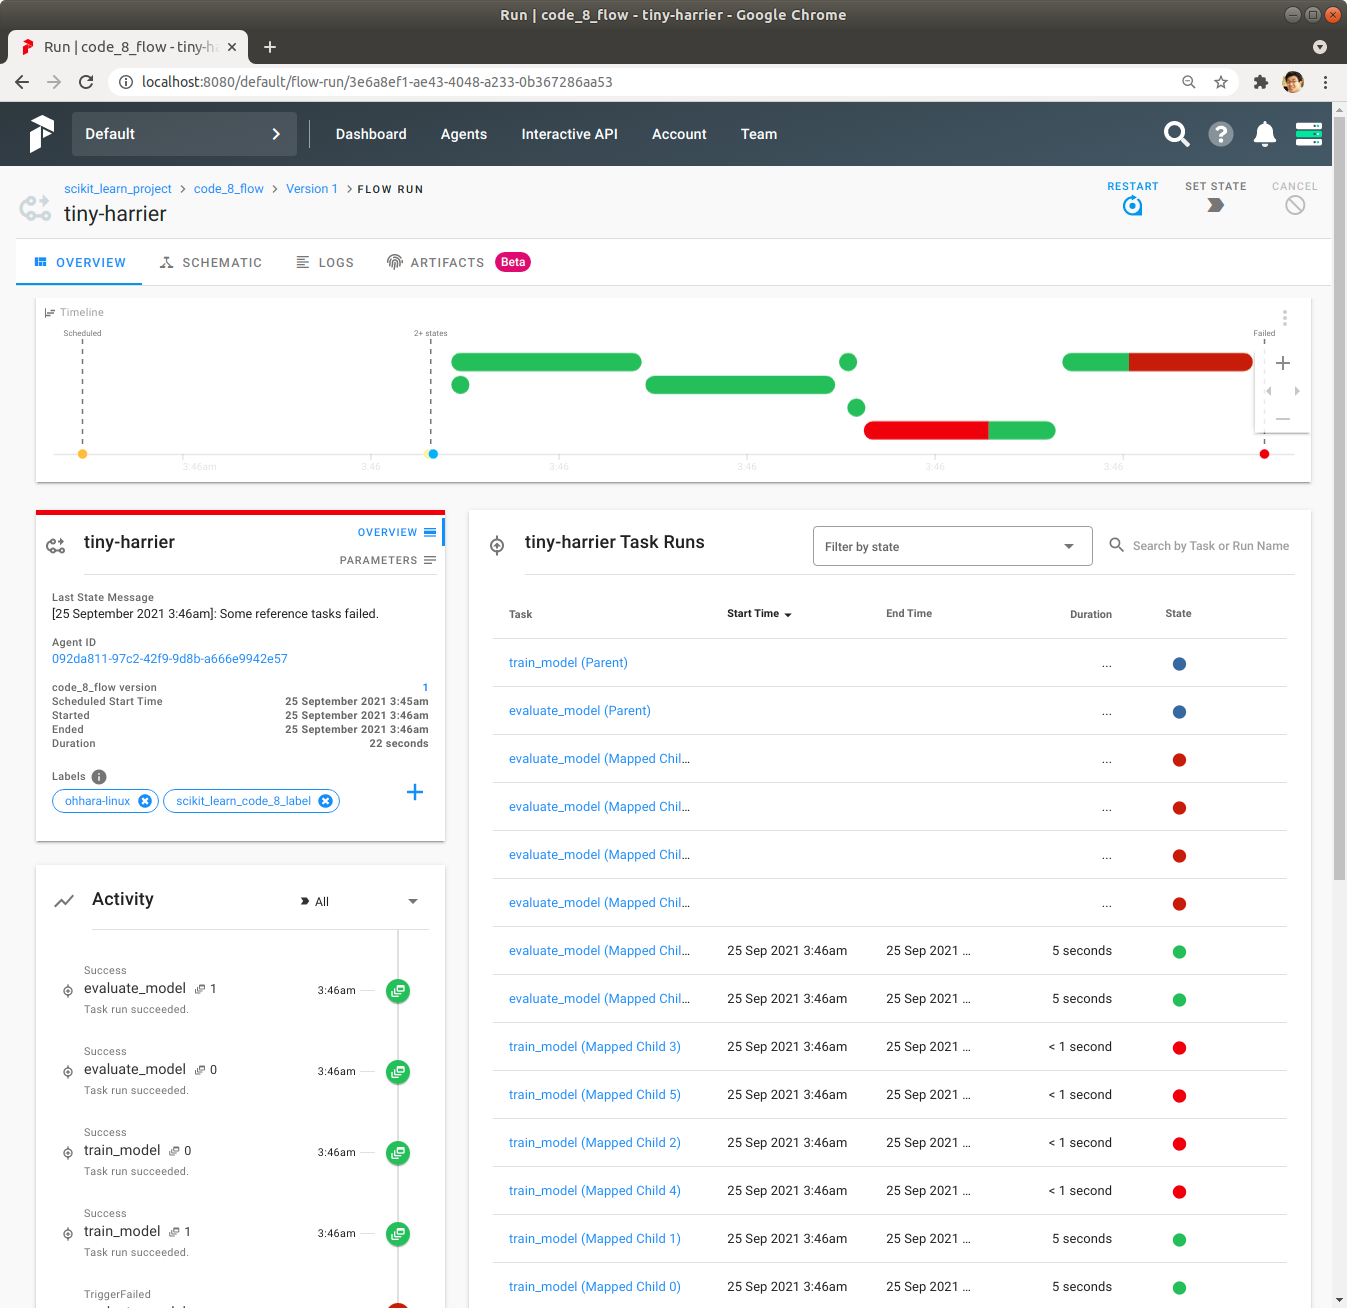 Run | code_8_flow - tiny-harrier - Google Chrome
Run | code_8_flow - tiny-h
localhost:8080/default/flow-run/3e6a8ef1-ae43-4048-a233-0b367286aa53
Default
Dashboard
Agents
Interactive API
Account
Team
scikit_learn_project > code_8_flow > Version 1 > FLOW RUN
tiny-harrier
RESTART
SET STATE
CANCEL
OVERVIEW
SCHEMATIC
LOGS
ARTIFACTS Beta
Timeline
Scheduled
2+ states
Failed
3:46am
3:46
3:46
3:46
3:46
3:46
tiny-harrier
OVERVIEW
PARAMETERS
Last State Message
[25 September 2021 3:46am]: Some reference tasks failed.
Agent ID
092da811-97c2-42f9-9d8b-a666e9942e57
code_8_flow version 1
Scheduled Start Time 25 September 2021 3:45am
Started 25 September 2021 3:46am
Ended 25 September 2021 3:46am
Duration 22 seconds
Labels
ohhara-linux
scikit_learn_code_8_label
Activity
All
Success
evaluate_model 1 3:46am
Task run succeeded.
Success
evaluate_model 0 3:46am
Task run succeeded.
Success
train_model 0 3:46am
Task run succeeded.
Success
train_model 1 3:46am
Task run succeeded.
TriggerFailed
tiny-harrier Task Runs
Filter by state
Search by Task or Run Name
Task Start Time End Time Duration State
train_model (Parent) ...
evaluate_model (Parent) ...
evaluate_model (Mapped Chil... ...
evaluate_model (Mapped Chil... ...
evaluate_model (Mapped Chil... ...
evaluate_model (Mapped Chil... ...
evaluate_model (Mapped Chil... 25 Sep 2021 3:46am 25 Sep 2021 ... 5 seconds
evaluate_model (Mapped Chil... 25 Sep 2021 3:46am 25 Sep 2021 ... 5 seconds
train_model (Mapped Child 3) 25 Sep 2021 3:46am 25 Sep 2021 ... < 1 second
train_model (Mapped Child 5) 25 Sep 2021 3:46am 25 Sep 2021 ... < 1 second
train_model (Mapped Child 2) 25 Sep 2021 3:46am 25 Sep 2021 ... < 1 second
train_model (Mapped Child 4) 25 Sep 2021 3:46am 25 Sep 2021 ... < 1 second
train_model (Mapped Child 1) 25 Sep 2021 3:46am 25 Sep 2021 ... 5 seconds
train_model (Mapped Child 0) 25 Sep 2021 3:46am 25 Sep 2021 ... 5 seconds